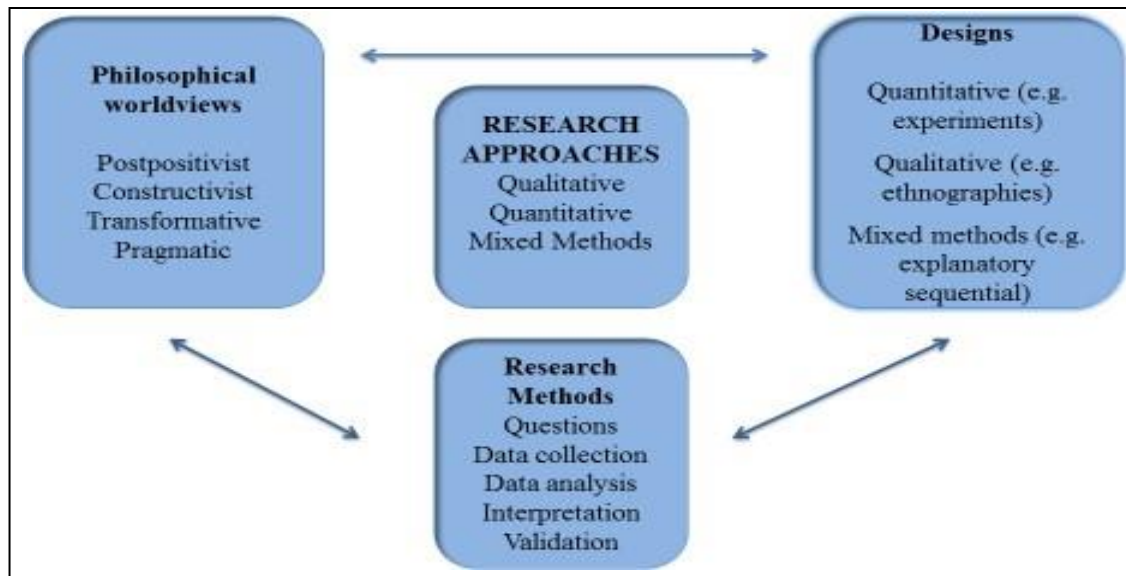 Philosophical
worldviews
Postpositivist
Constructivist
Transformative
Pragmatic
RESEARCH
APPROACHES
Qualitative
Quantitative
Mixed Methods
Designs
Quantitative (e.g.
experiments)
Qualitative (e.g.
ethnographies)
Mixed methods (e.g.
explanatory
sequential)
Research
Methods
Questions
Data collection
Data analysis
Interpretation
Validation